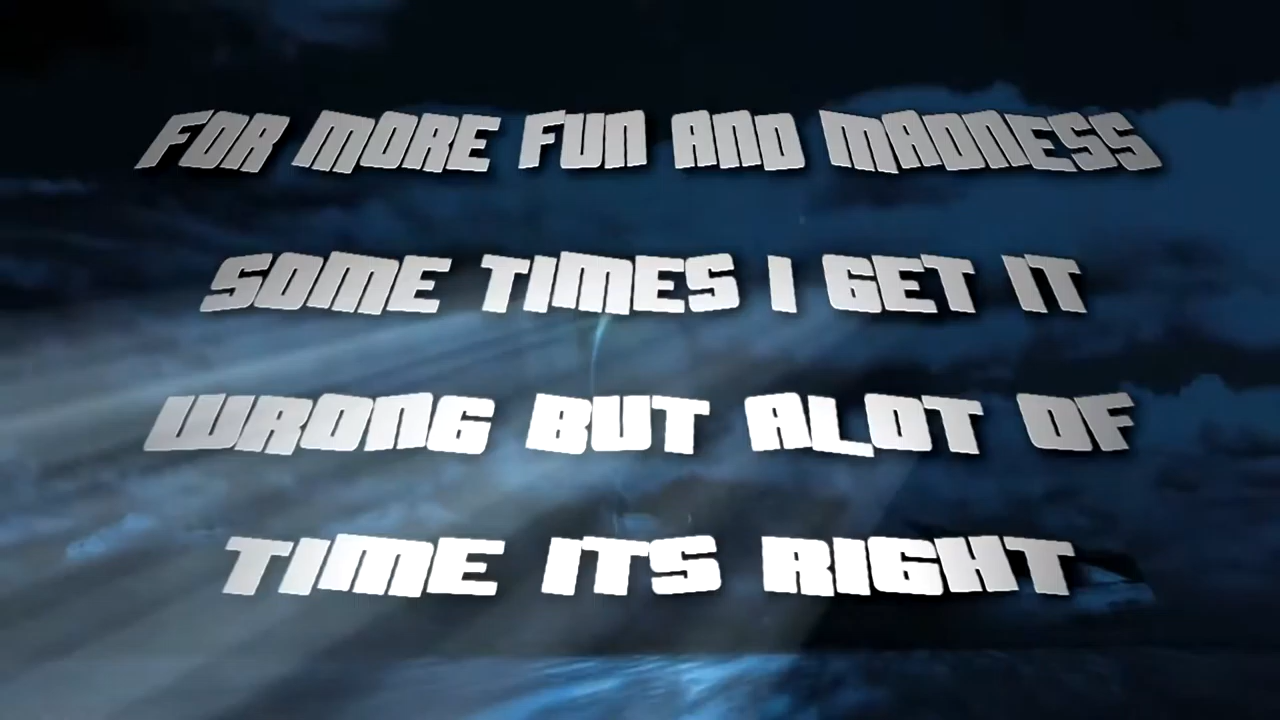 FOR MORE FUN AND MADNESS
SOME TIMES I GET IT
WRONG BUT ALOT OF
TIME ITS RIGHT